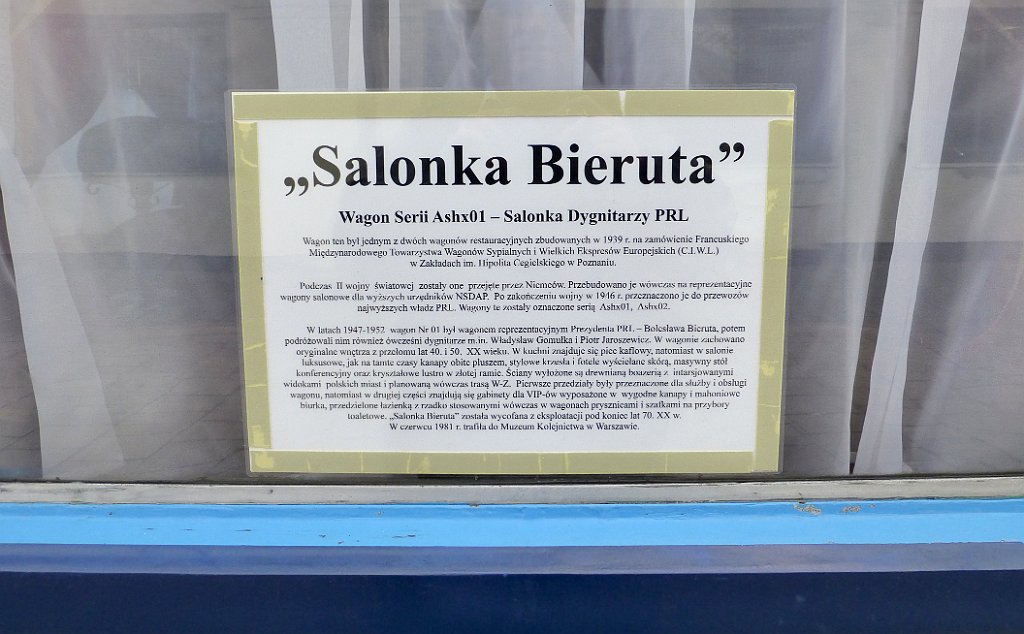 „Salonka Bieruta”
Wagon Serii Ashx01 – Salonka Dygnitarzy PRL
Wagon ten był jednym z dwóch wagonów restauracyjnych zbudowanych w 1939 r. na zamówienie Francuskiego
Międzynarodowego Towarzystwa Wagonów Sypialnych i Wielkich Ekspresów Europejskich (C.I.W.L.)
w Zakładach im. Hipolita Cegielskiego w Poznaniu.
Podczas II wojny światowej zostały one przejęte przez Niemców. Przebudowano je wówczas na reprezentacyjne
wagony salonowe dla wyższych urzędników NSDAP. Po zakończeniu wojny w 1946 r. przeznaczono je do przewozów
najwyższych władz PRL. Wagony te zostały oznaczone serią Ashx01, Ashx02.
W latach 1947-1952 wagon Nr 01 był wagonem reprezentacyjnym Prezydenta PRL – Bolesława Bieruta, potem
podróżowali nim również ówcześni dygnitarze m.in. Władysław Gomułka i Piotr Jaroszewicz. W wagonie zachowano
oryginalne wnętrza z przełomu lat 40. i 50. XX wieku. W kuchni znajduje się piec kaflowy, natomiast w salonie
luksusowe, jak na tamte czasy kanapy obite pluszem, stylowe krzesła i fotele wyściełane skórą, masywny stół
konferencyjny oraz kryształowe lustro w złotej ramie. Ściany wyłożone są drewnianą boazerią z intarsjowanymi
widokami polskich miast i planowaną wówczas trasą W-Z. Pierwsze przedziały były przeznaczone dla służby i obsługi
wagonu, natomiast w drugiej części znajdują się gabinety dla VIP-ów wyposażone w wygodne kanapy i mahoniowe
biurka, przedzielone łazienką z rzadko stosowanymi wówczas w wagonach prysznicami i szafkami na przybory
toaletowe. „Salonka Bieruta” została wycofana z eksploatacji pod koniec lat 70. XX w.
W czerwcu 1981 r. trafiła do Muzeum Kolejnictwa w Warszawie.